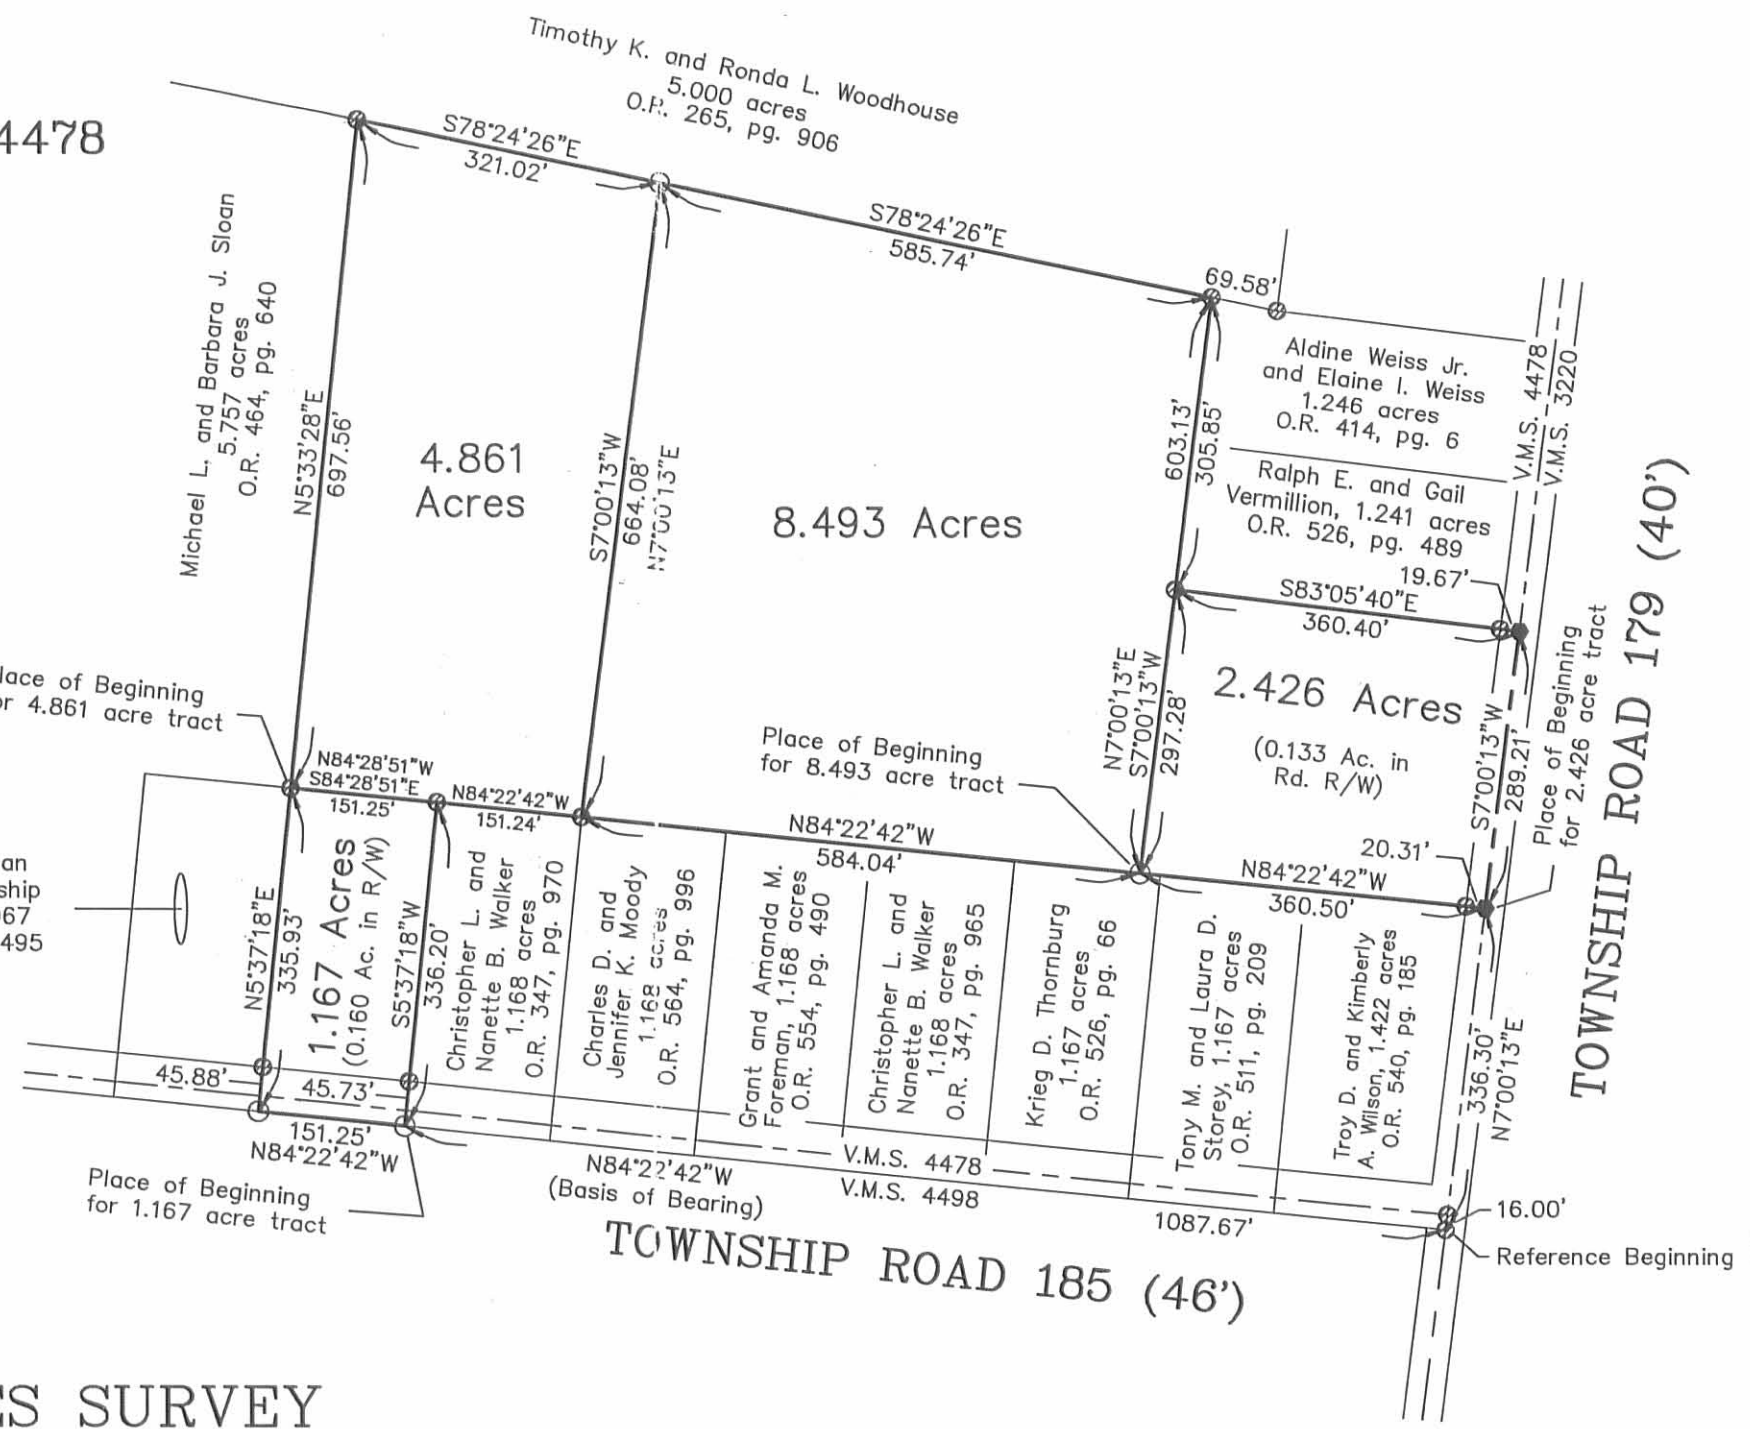 4478
Timothy K. and Ronda L. Woodhouse
5.000 acres
O.R. 265, pg. 906
S78°24'26"E
321.02'
S78°24'26"E
585.74'
69.58'
Michael L. and Barbara J. Sloan
5.757 acres
O.R. 464, pg. 640
N5°33'28"E
697.56'
4.861
Acres
S7°00'13"W
664.08'
N7°00'13"E
8.493 Acres
603.13'
305.85'
Aldine Weiss Jr.
and Elaine I. Weiss
1.246 acres
O.R. 414, pg. 6
Ralph E. and Gail
Vermillion, 1.241 acres
O.R. 526, pg. 489
V.M.S. 4478
V.M.S. 3220
19.67'
S83°05'40"E
360.40'
TOWNSHIP ROAD 179 (40')
2.426 Acres
(0.133 Ac. in
Rd. R/W)
N7°00'13"E
S7°00'13"W
297.28'
S7°00'13"W
289.21'
Place of Beginning
for 2.426 acre tract
lace of Beginning
or 4.861 acre tract
Place of Beginning
for 8.493 acre tract
N84°28'51"W
S84°28'51"E
151.25'
N84°22'42"W
151.24'
N84°22'42"W
584.04'
20.31'
N84°22'42"W
360.50'
an
ship
67
495
N5°37'18"E
335.93'
1.167 Acres
(0.160 Ac. in R/W)
S5°37'18"W
336.20'
Christopher L. and
Nanette B. Walker
1.168 acres
O.R. 347, pg. 970
Charles D. and
Jennifer K. Moody
1.168 acres
O.R. 564, pg. 996
Grant and Amanda M.
Foreman, 1.168 acres
O.R. 554, pg. 490
Christopher L. and
Nanette B. Walker
1.168 acres
O.R. 347, pg. 965
Krieg D. Thornburg
1.167 acres
O.R. 526, pg. 66
Tony M. and Laura D.
Storey, 1.167 acres
O.R. 511, pg. 209
Troy D. and Kimberly
A. Wilson, 1.422 acres
O.R. 540, pg. 185
336.30'
N7°00'13"E
45.88'
45.73'
151.25'
N84°22'42"W
Place of Beginning
for 1.167 acre tract
N84°22'42"W
(Basis of Bearing)
V.M.S. 4478
V.M.S. 4498
1087.67'
16.00'
Reference Beginning
TOWNSHIP ROAD 185 (46')
ES SURVEY